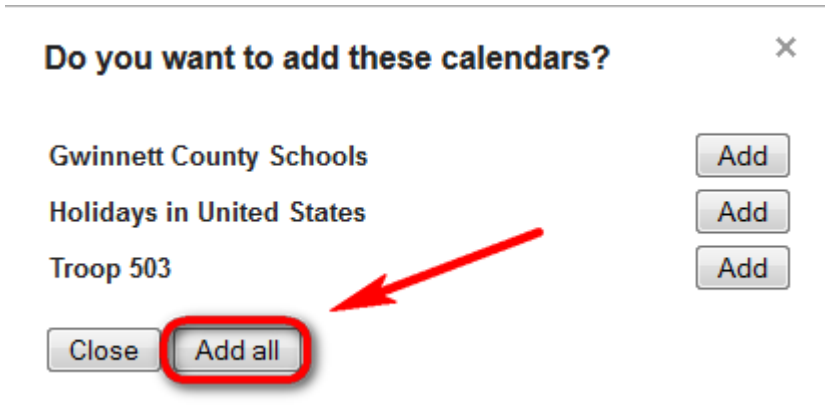 Do you want to add these calendars? ×
Gwinnett County Schools Add
Holidays in United States Add
Troop 503 Add
Close Add all